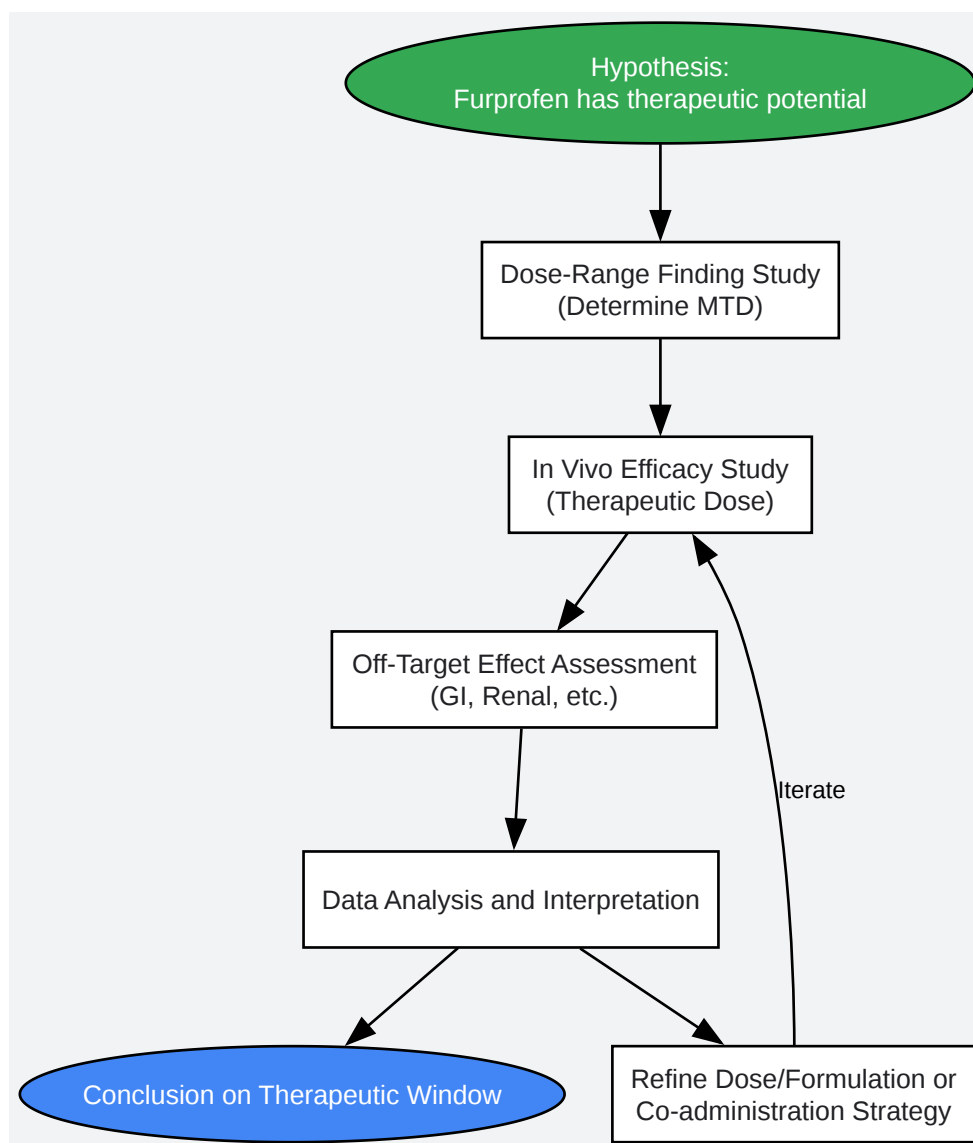 Hypothesis:
Furprofen has therapeutic potential
Dose-Range Finding Study
(Determine MTD)
In Vivo Efficacy Study
(Therapeutic Dose)
Off-Target Effect Assessment
(GI, Renal, etc.)
Iterate
Data Analysis and Interpretation
Conclusion on Therapeutic Window
Refine Dose/Formulation or
Co-administration Strategy